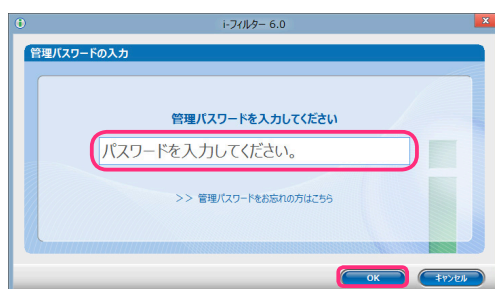 i-フィルター 6.0
x
管理パスワードの入力
管理パスワードを入力してください
パスワードを入力してください。
>> 管理パスワードをお忘れの方はこちら
OK キャンセル